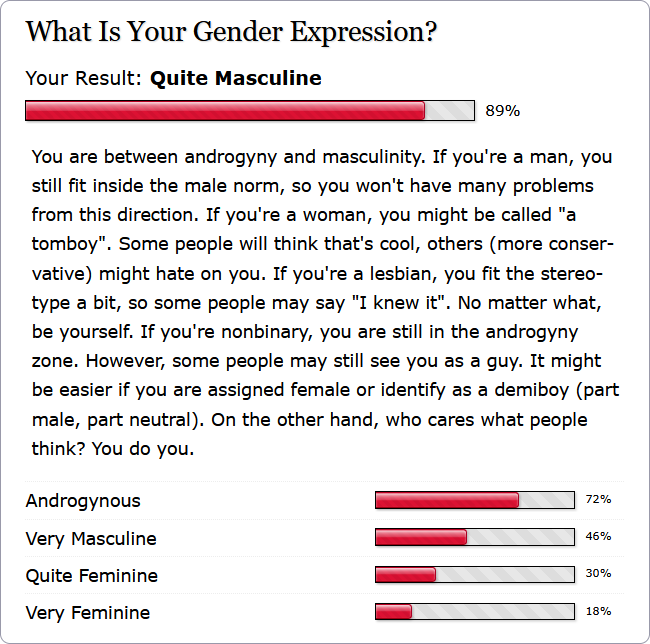 What Is Your Gender Expression?
Your Result: Quite Masculine
89%
You are between androgyny and masculinity. If you're a man, you
still fit inside the male norm, so you won't have many problems
from this direction. If you're a woman, you might be called "a
tomboy". Some people will think that's cool, others (more conser-
vative) might hate on you. If you're a lesbian, you fit the stereo-
type a bit, so some people may say "I knew it". No matter what,
be yourself. If you're nonbinary, you are still in the androgyny
zone. However, some people may still see you as a guy. It might
be easier if you are assigned female or identify as a demiboy (part
male, part neutral). On the other hand, who cares what people
think? You do you.
Androgynous 72%
Very Masculine 46%
Quite Feminine 30%
Very Feminine 18%